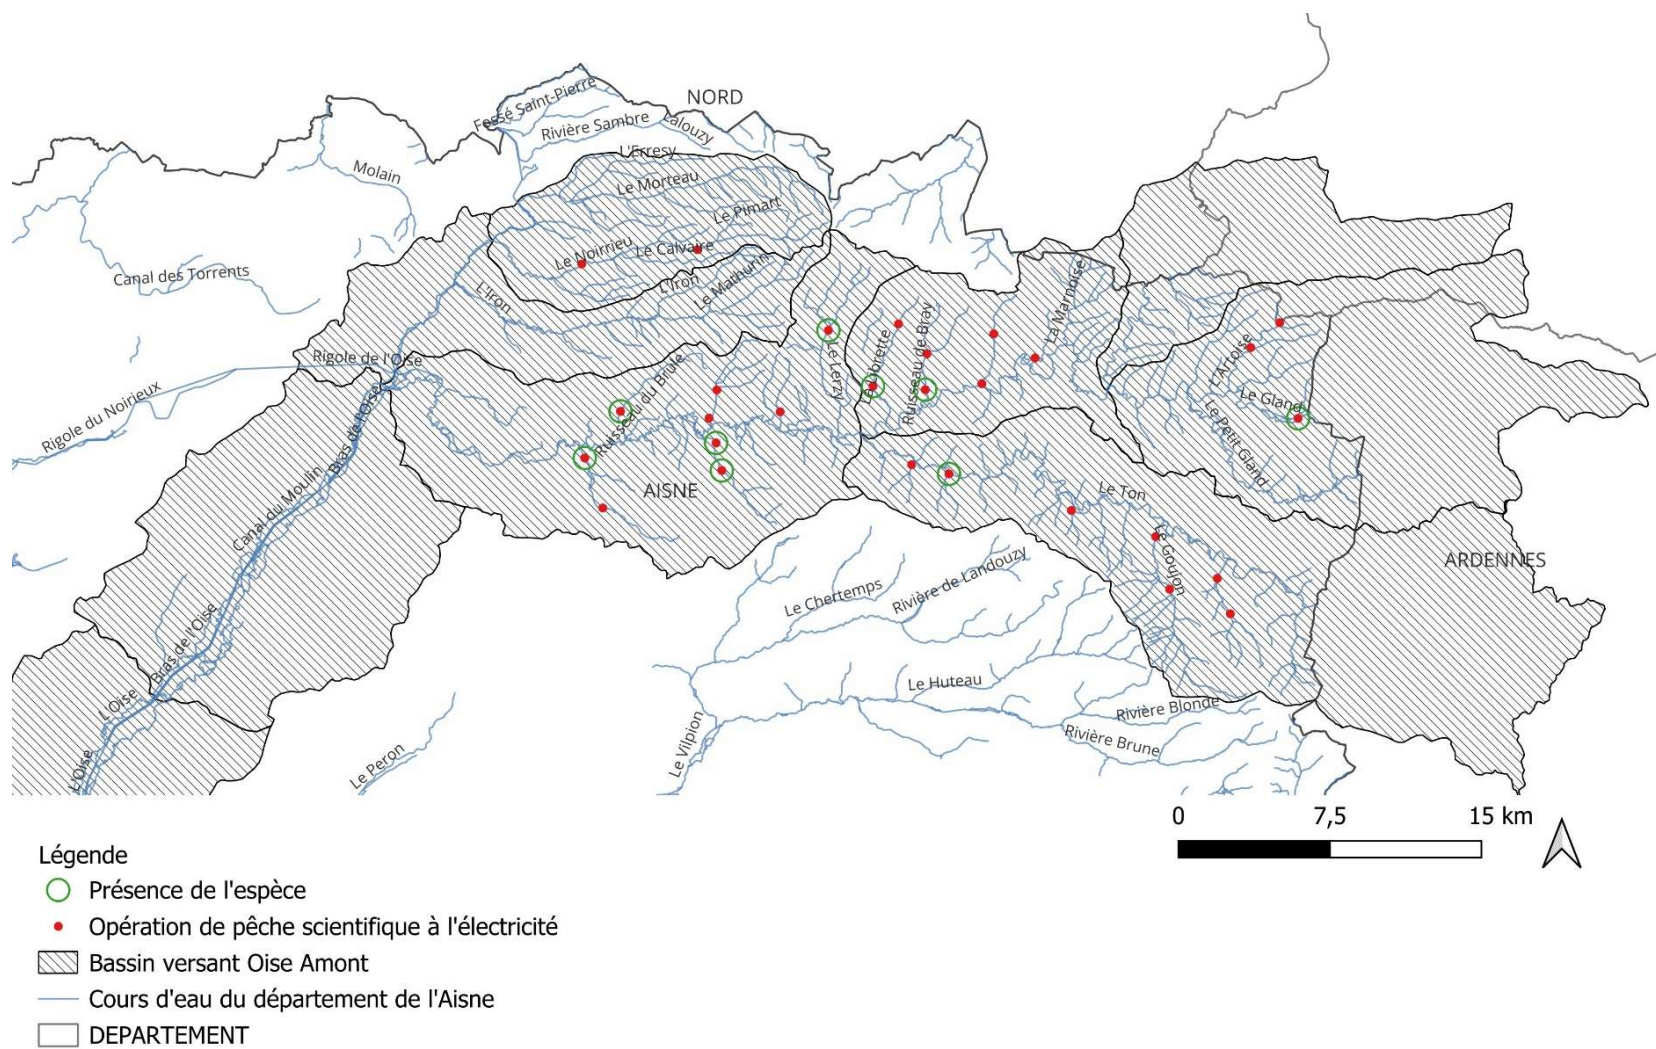 NORD
Fossé Saint-Pierre
Rivière Sambre
Lalouzy
L'Erresy
Molain
Le Morteau
Le Pimart
Le Noirrieu
Le Calvaire
Canal des Torrents
L'Iron
L'Iron
Le Mathurin
La Marnoise
Rigole de l'Oise
Le Lerzy
Ruisseau de Bray
L'Artoise
Ruisseau du Brule
Le Gland
Rigole du Noirieux
Bras de l'Oise
Le Petit Gland
AISNE
Le Ton
Canal du Moulin
Le Goujon
ARDENNES
Le Chertemps
Rivière de Landouzy
Bras de l'Oise
Le Huteau
L'Oise
Rivière Blonde
Le Vilpion
Rivière Brune
L'Oise
Le Peron
0 7,5 15 km
Légende
Présence de l'espèce
Opération de pêche scientifique à l'électricité
Bassin versant Oise Amont
Cours d'eau du département de l'Aisne
DEPARTEMENT